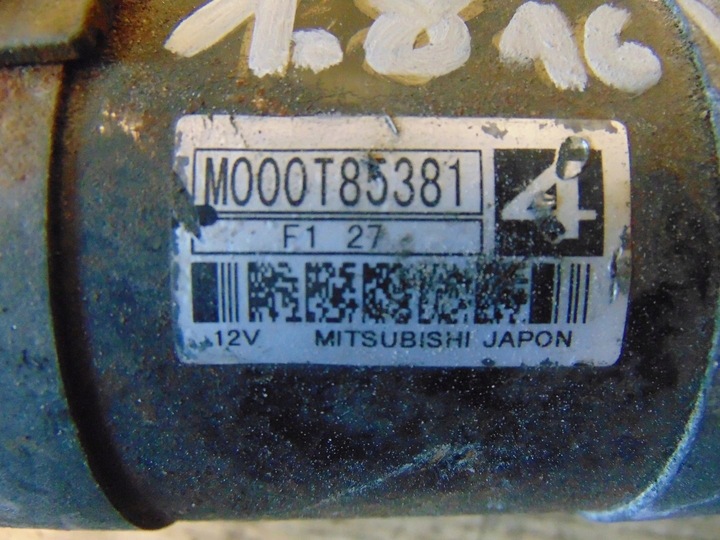 1.8 16
M000T85381
4
F1 27
12V MITSUBISHI JAPON